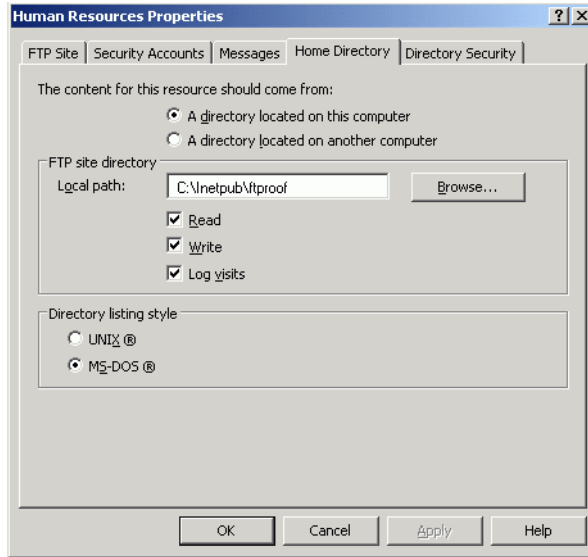 Human Resources Properties
FTP Site Security Accounts Messages Home Directory Directory Security
The content for this resource should come from:
A directory located on this computer
A directory located on another computer
FTP site directory
Local path: C:\Inetpub\ftproof Browse...
Read
Write
Log visits
Directory listing style
UNIX ®
MS-DOS ®
OK Cancel Apply Help